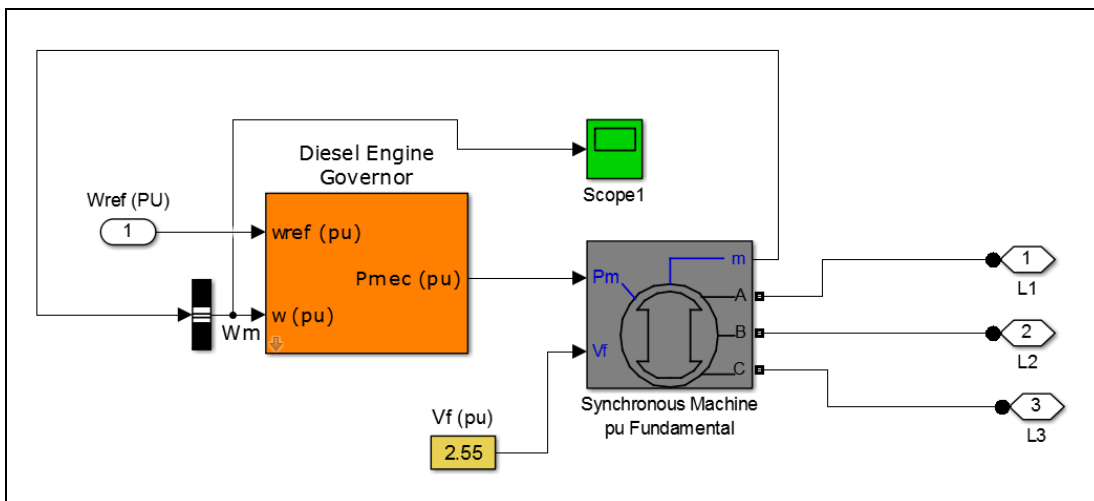 Diesel Engine
Governor
Wref (PU)
1
wref (pu)
Pmec (pu)
w (pu)
Wm
Scope1
Pm
m
A
B
C
Vf
Synchronous Machine
pu Fundamental
Vf (pu)
2.55
1
L1
2
L2
3
L3